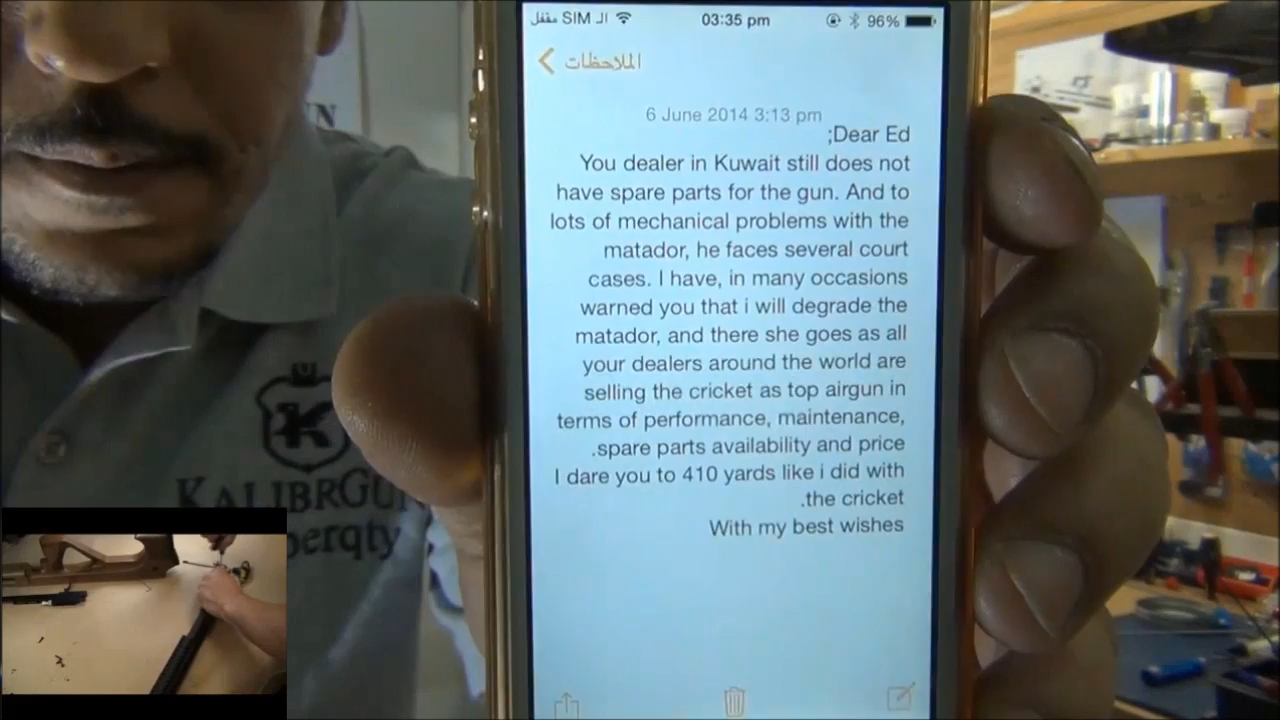 مقفل SIM الـ
03:35 pm
96%
الملاحظات
6 June 2014 3:13 pm
;Dear Ed
You dealer in Kuwait still does not
have spare parts for the gun. And to
lots of mechanical problems with the
matador, he faces several court
cases. I have, in many occasions
warned you that i will degrade the
matador, and there she goes as all
your dealers around the world are
selling the cricket as top airgun in
terms of performance, maintenance,
.spare parts availability and price
I dare you to 410 yards like i did with
.the cricket
With my best wishes
K
KALIBRGUN